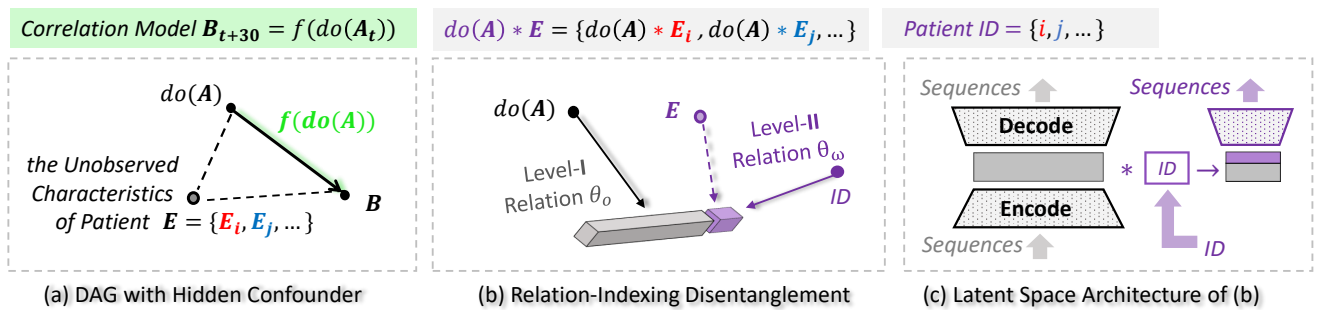 Correlation Model B_{t+30} = f(do(A_t))
do(A) * E = {do(A) * E_i, do(A) * E_j, ...}
Patient ID = {i, j, ...}
do(A)
f(do(A))
the Unobserved
Characteristics
of Patient E = {E_i, E_j, ...}
B
do(A)
E
Level-II
Relation θ_ω
Level-I
Relation θ_o
ID
Sequences
Sequences
Decode
* ID →
Encode
Sequences
ID
(a) DAG with Hidden Confounder
(b) Relation-Indexing Disentanglement
(c) Latent Space Architecture of (b)